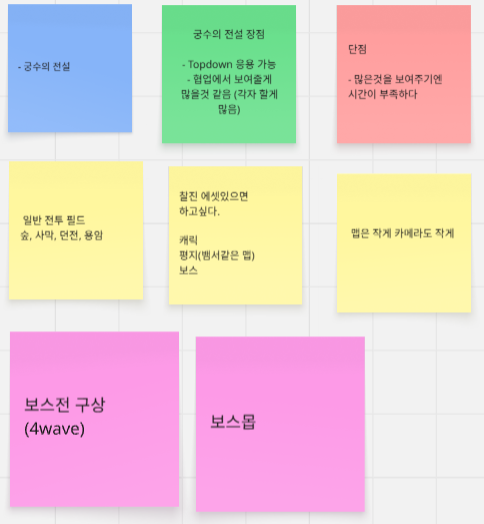 - 궁수의 전설
궁수의 전설 장점
- Topdown 응용 가능
- 협업에서 보여줄게
많을것 같음 (각자 할게
많음)
단점
- 많은것을 보여주기엔
시간이 부족하다
일반 전투 필드
숲, 사막, 던전, 용암
찰진 에셋있으면
하고싶다.
캐릭
평지(뱀서같은 맵)
보스
맵은 작게 카메라도 작게
보스전 구상
(4wave)
보스몹